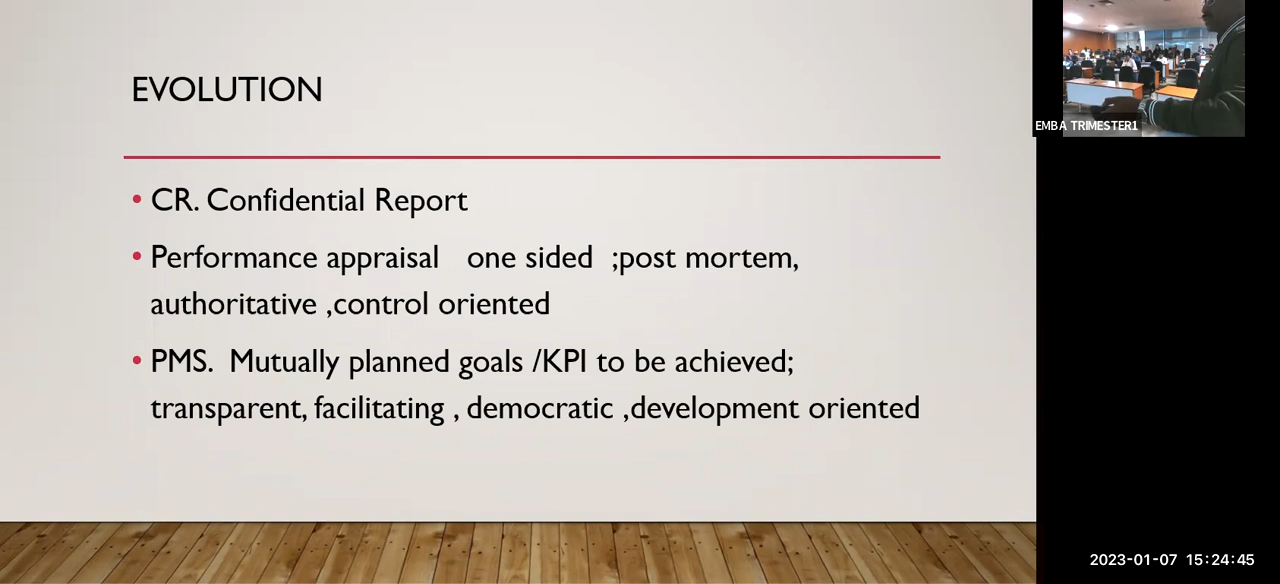 EVOLUTION
• CR. Confidential Report
• Performance appraisal one sided ;post mortem,
authoritative ,control oriented
• PMS. Mutually planned goals /KPI to be achieved;
transparent, facilitating , democratic ,development oriented
EMBA TRIMESTER1
2023-01-07 15:24:45